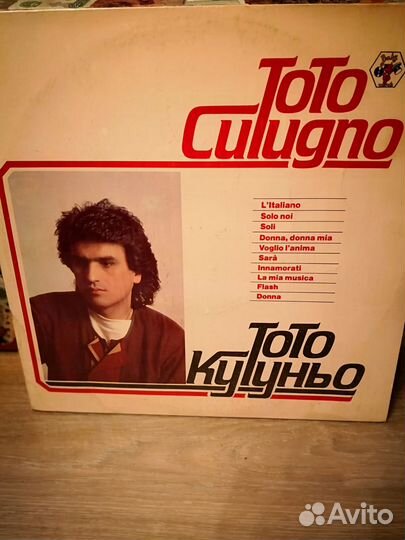 ToTo
Cutugno
L'Italiano
Solo noi
Soli
Donna, donna mia
Voglio l'anima
Sarà
Innamorati
La mia musica
Flash
Donna
ТоТо
Кутуньо
Avito